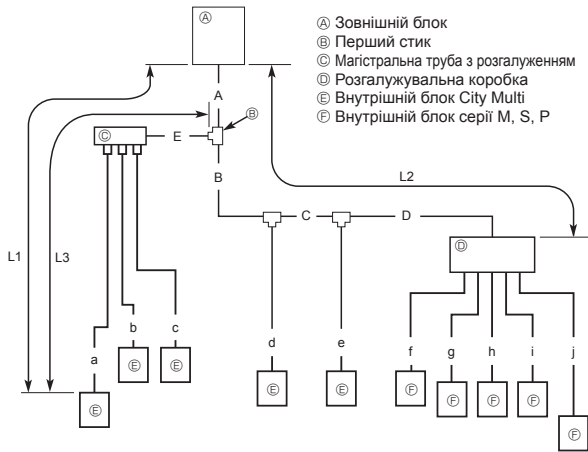 Ⓐ
Ⓐ Зовнішній блок
Ⓑ Перший стик
Ⓒ Магістральна труба з розгалуженням
Ⓓ Розгалужувальна коробка
Ⓔ Внутрішній блок City Multi
Ⓕ Внутрішній блок серії M, S, P
A
Ⓑ
Ⓒ
E
B
L2
C
D
Ⓓ
L1
L3
a
b
c
d
e
f
g
h
i
j
Ⓔ
Ⓔ
Ⓔ
Ⓔ
Ⓔ
Ⓕ
Ⓕ
Ⓕ
Ⓕ
Ⓕ